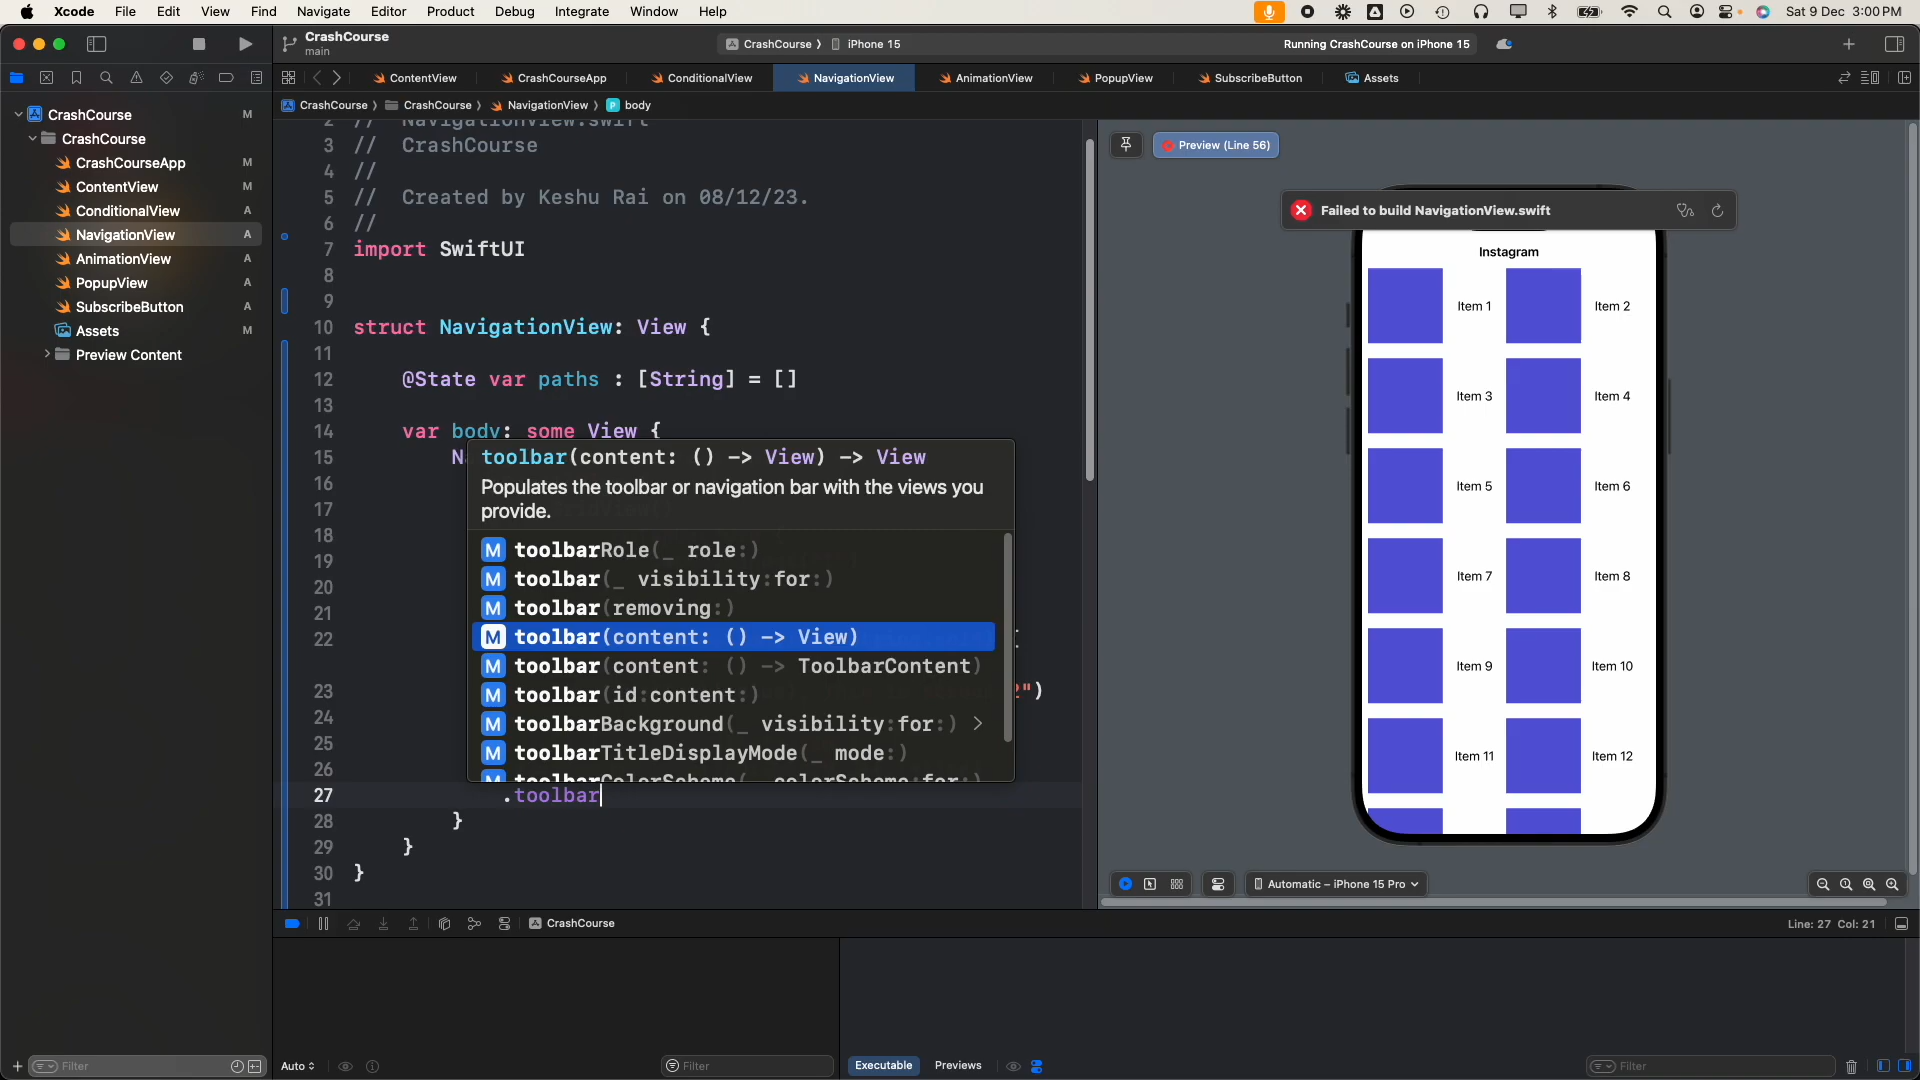 Xcode File Edit View Find Navigate Editor Product Debug Integrate Window Help
Sat 9 Dec 3:00 PM
CrashCourse
main
CrashCourse ⟩ iPhone 15
Running CrashCourse on iPhone 15
ContentView CrashCourseApp ConditionalView NavigationView AnimationView PopupView SubscribeButton Assets
CrashCourse ⟩ CrashCourse ⟩ NavigationView ⟩ P body
CrashCourse M
CrashCourse
CrashCourseApp M
ContentView M
ConditionalView A
NavigationView A
AnimationView A
PopupView A
SubscribeButton A
Assets M
Preview Content
2 // NavigationView.swift
3 // CrashCourse
4 //
5 // Created by Keshu Rai on 08/12/23.
6 //
7 import SwiftUI
8
9
10 struct NavigationView: View {
11
12 @State var paths : [String] = []
13
14 var body: some View {
15 Na
16
17
18
19
20
21
22
23 2")
24
25
26
27 .toolbar
28 }
29 }
30 }
31
toolbar(content: () -> View) -> View
Populates the toolbar or navigation bar with the views you
provide.
M toolbarRole(_ role:)
M toolbar(_ visibility:for:)
M toolbar(removing:)
M toolbar(content: () -> View)
M toolbar(content: () -> ToolbarContent)
M toolbar(id:content:)
M toolbarBackground(_ visibility:for:)
M toolbarTitleDisplayMode(_ mode:)
M toolbarColorScheme(_ colorScheme:for:)
Preview (Line 56)
Failed to build NavigationView.swift
Instagram
Item 1 Item 2
Item 3 Item 4
Item 5 Item 6
Item 7 Item 8
Item 9 Item 10
Item 11 Item 12
Automatic – iPhone 15 Pro
CrashCourse
Line: 27 Col: 21
Filter
Auto
Filter
Executable Previews
Filter